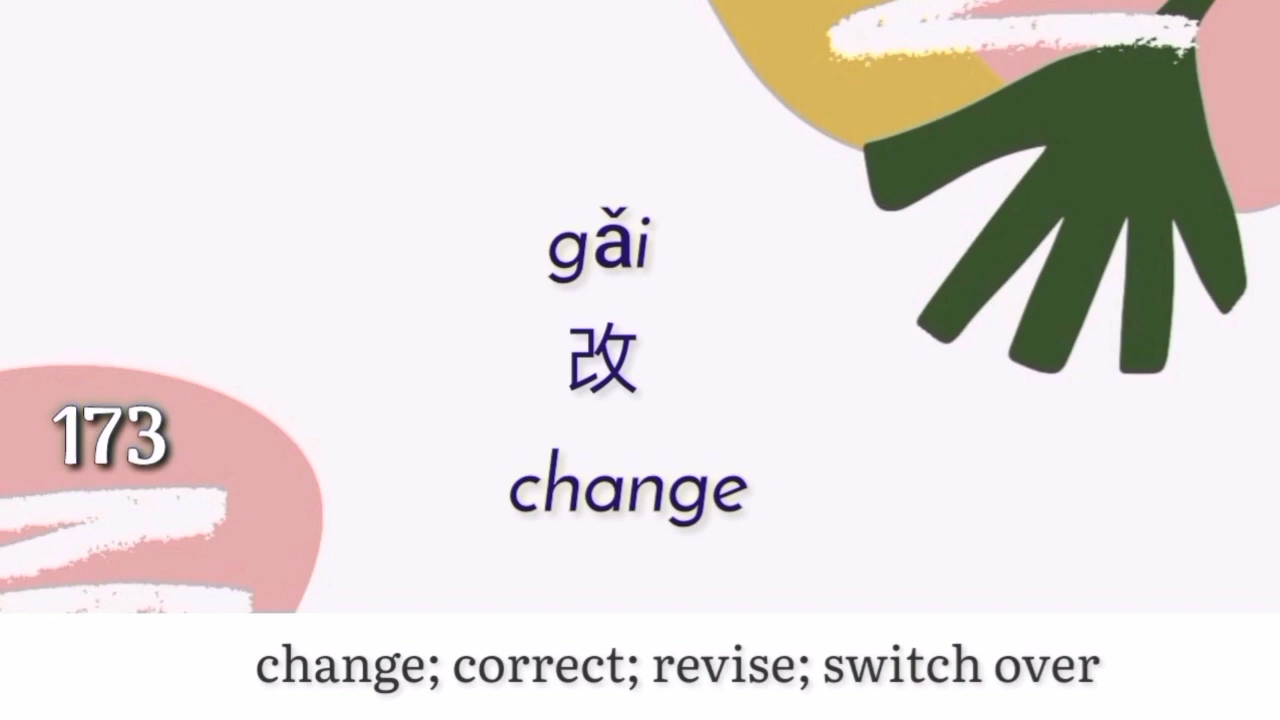 gǎi
改
173
change
change; correct; revise; switch over